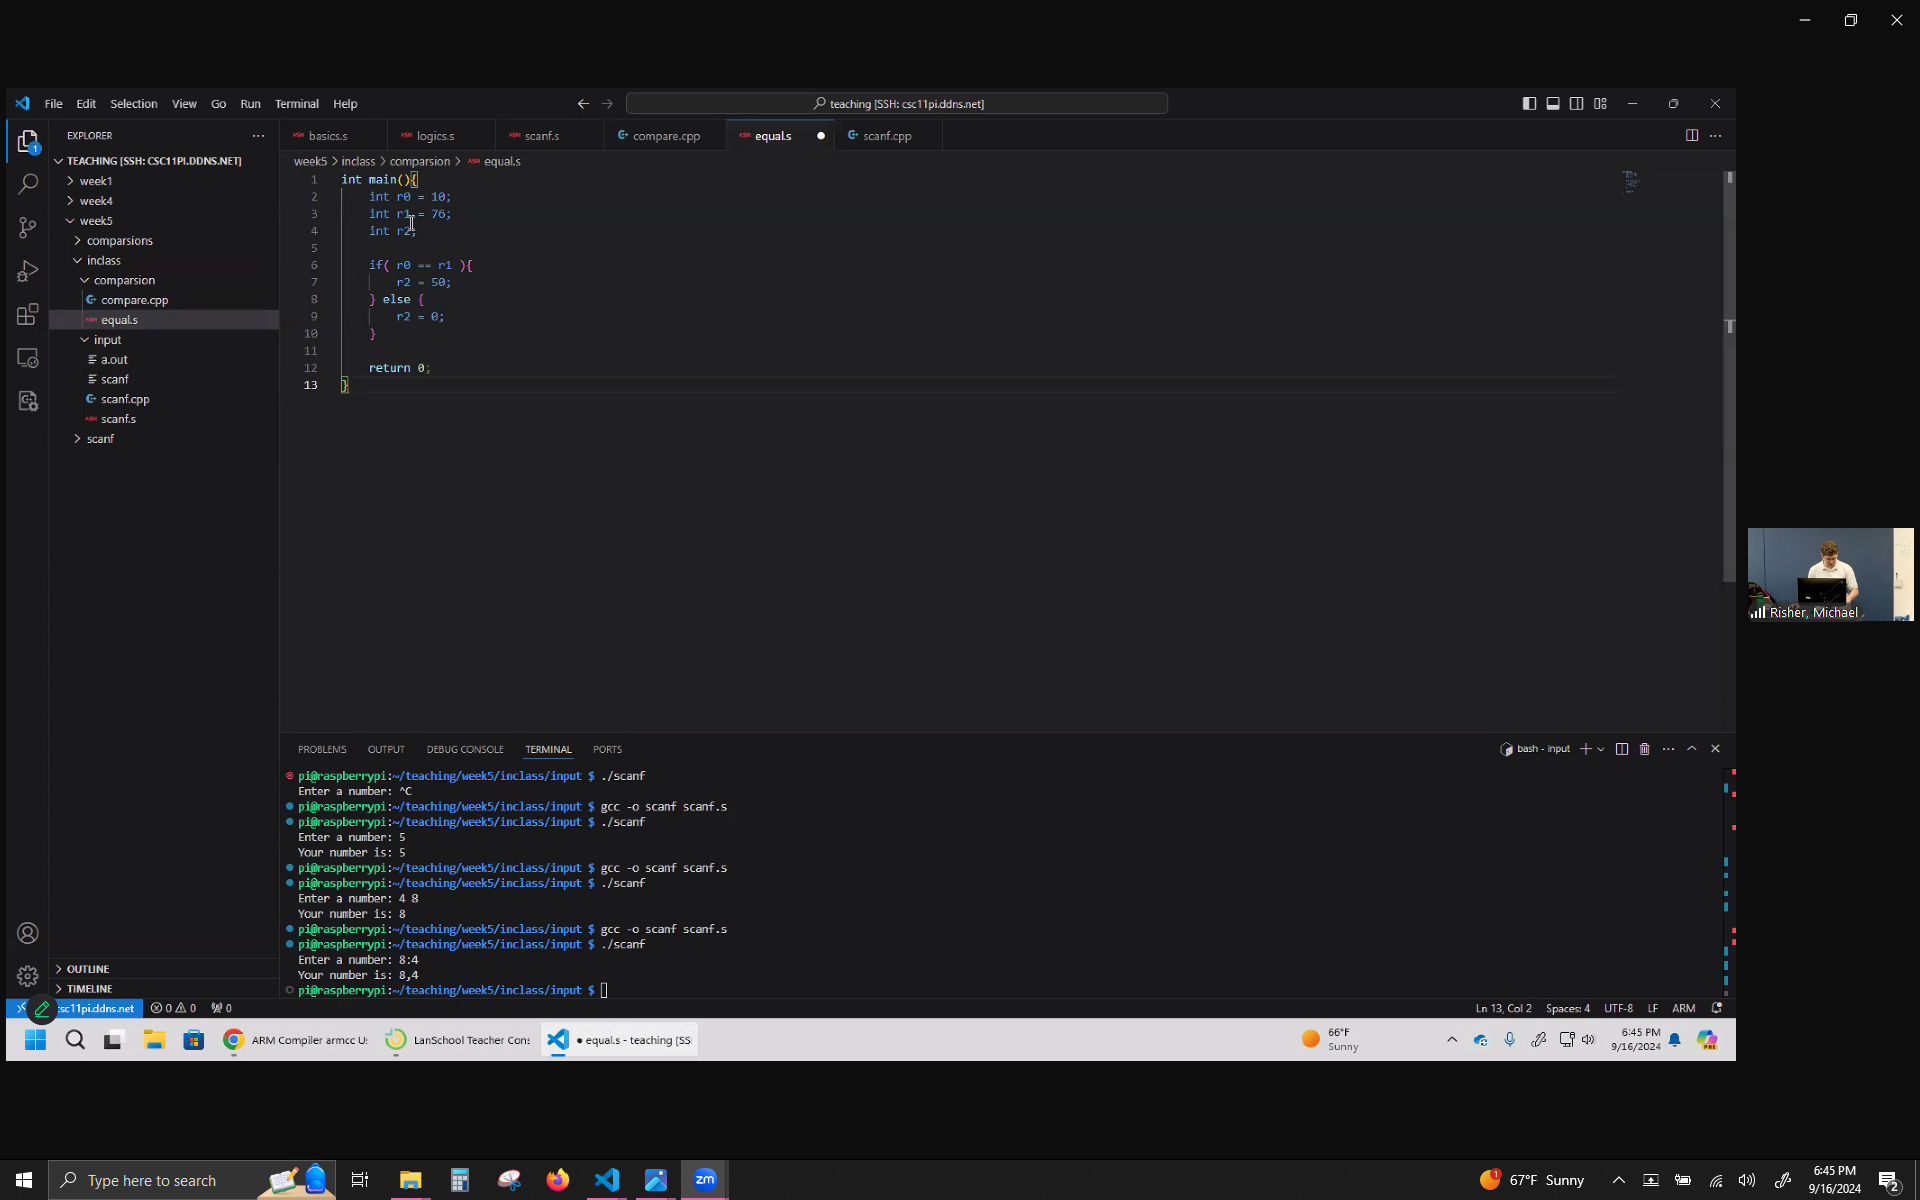 File Edit Selection View Go Run Terminal Help
teaching [SSH: csc11pi.ddns.net]
EXPLORER
basics.s logics.s scanf.s compare.cpp equal.s scanf.cpp
TEACHING [SSH: CSC11PI.DDNS.NET]
week5 > inclass > comparsion > equal.s
week1
week4
week5
comparsions
inclass
comparsion
compare.cpp
equal.s
input
a.out
scanf
scanf.cpp
scanf.s
scanf
1 int main(){
2 int r0 = 10;
3 int r1 = 76;
4 int r2;
5
6 if( r0 == r1 ){
7 r2 = 50;
8 } else {
9 r2 = 0;
10 }
11
12 return 0;
13 }
Risher, Michael
PROBLEMS OUTPUT DEBUG CONSOLE TERMINAL PORTS
bash - input
pi@raspberrypi:~/teaching/week5/inclass/input $ ./scanf
Enter a number: ^C
pi@raspberrypi:~/teaching/week5/inclass/input $ gcc -o scanf scanf.s
pi@raspberrypi:~/teaching/week5/inclass/input $ ./scanf
Enter a number: 5
Your number is: 5
pi@raspberrypi:~/teaching/week5/inclass/input $ gcc -o scanf scanf.s
pi@raspberrypi:~/teaching/week5/inclass/input $ ./scanf
Enter a number: 4 8
Your number is: 8
pi@raspberrypi:~/teaching/week5/inclass/input $ gcc -o scanf scanf.s
pi@raspberrypi:~/teaching/week5/inclass/input $ ./scanf
Enter a number: 8:4
Your number is: 8,4
pi@raspberrypi:~/teaching/week5/inclass/input $
OUTLINE
TIMELINE
csc11pi.ddns.net 0 0 0
Ln 13, Col 2 Spaces: 4 UTF-8 LF ARM
ARM Compiler armcc Us LanSchool Teacher Cons ● equal.s - teaching [SS
66°F
Sunny
6:45 PM
9/16/2024
Type here to search
zm
67°F Sunny
6:45 PM
9/16/2024
2